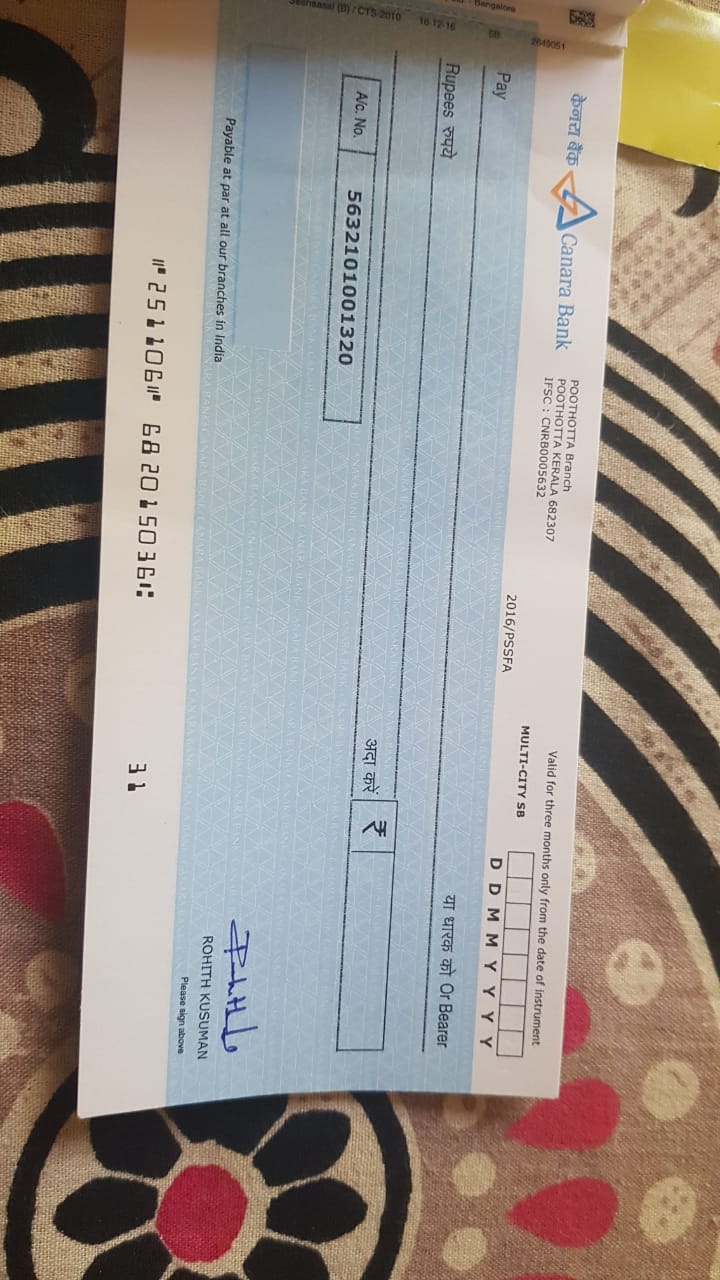 केनरा बैंक Canara Bank
POOTHOTTA Branch
POOTHOTTA KERALA 682307
IFSC : CNRB0005632
Valid for three months only from the date of instrument
2016/PSSFA
MULTI-CITY SB
D D M M Y Y Y Y
Pay
या धारक को Or Bearer
Rupees रुपये
अदा करें ₹
A/c. No. 5632101001320
Payable at par at all our branches in India
ROHITH KUSUMAN
Please sign above
⑈251106⑈ 682015036⑆ 31
(B) / CTS-2010 16-12-16 SB 2649051
Bangalore